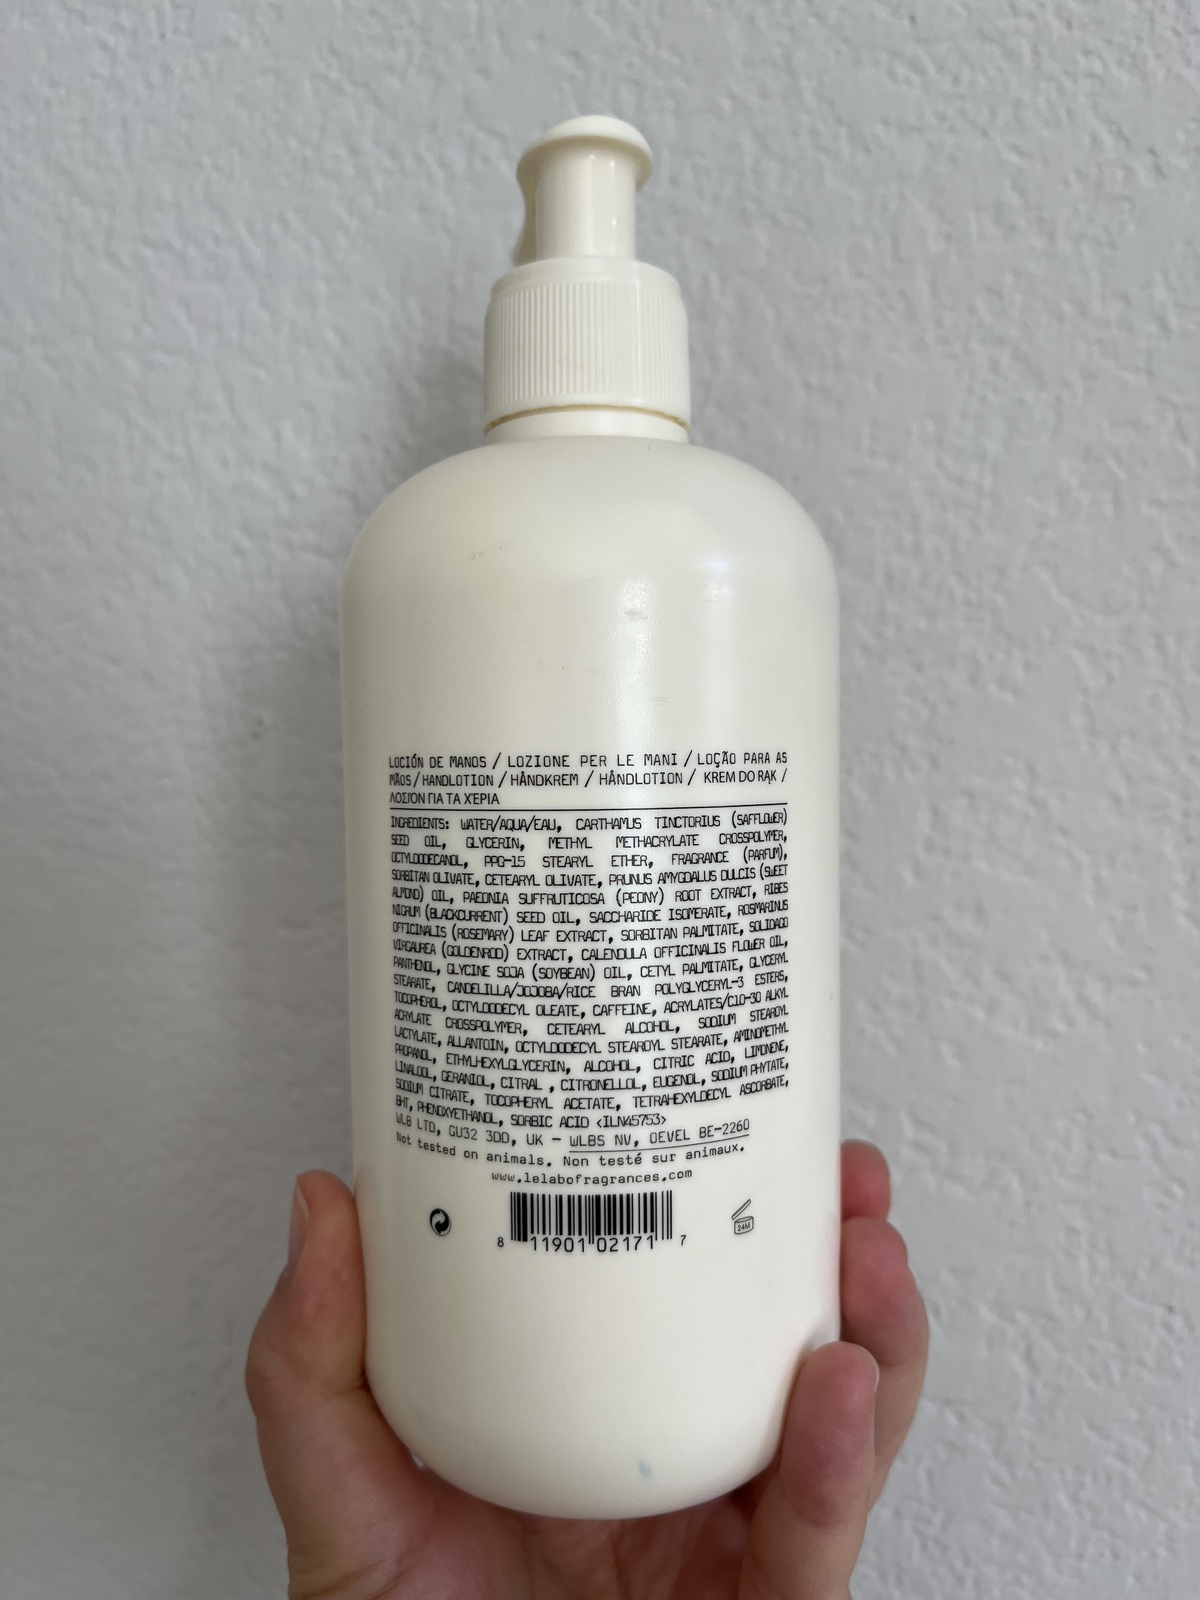 LOCIÓN DE MANOS / LOZIONE PER LE MANI / LOÇÃO PARA AS
MÃOS / HANDLOTION / HÅNDKREM / HÅNDLOTION / KREM DO RĄK /
ΛΟΣΙΌΝ ΓΙΑ ΤΑ ΧΈΡΙΑ
INGREDIENTS: WATER/AQUA/EAU, CARTHAMUS TINCTORIUS (SAFFLOWER)
SEED OIL, GLYCERIN, METHYL METHACRYLATE CROSSPOLYMER,
OCTYLDODECANOL, PPG-15 STEARYL ETHER, FRAGRANCE (PARFUM),
SORBITAN OLIVATE, CETEARYL OLIVATE, PRUNUS AMYGDALUS DULCIS (SWEET
ALMOND) OIL, PAEONIA SUFFRUTICOSA (PEONY) ROOT EXTRACT, RIBES
NIGRUM (BLACKCURRENT) SEED OIL, SACCHARIDE ISOMERATE, ROSMARINUS
OFFICINALIS (ROSEMARY) LEAF EXTRACT, SORBITAN PALMITATE, SOLIDAGO
VIRGAUREA (GOLDENROD) EXTRACT, CALENDULA OFFICINALIS FLOWER OIL,
PANTHENOL, GLYCINE SOJA (SOYBEAN) OIL, CETYL PALMITATE, GLYCERYL
STEARATE, CANDELILLA/JOJOBA/RICE BRAN POLYGLYCERYL-3 ESTERS,
TOCOPHEROL, OCTYLDODECYL OLEATE, CAFFEINE, ACRYLATES/C10-30 ALKYL
ACRYLATE CROSSPOLYMER, CETEARYL ALCOHOL, SODIUM STEAROYL
LACTYLATE, ALLANTOIN, OCTYLDODECYL STEAROYL STEARATE, AMINOMETHYL
PROPANOL, ETHYLHEXYLGLYCERIN, ALCOHOL, CITRIC ACID, LIMONENE,
LINALOOL, GERANIOL, CITRAL , CITRONELLOL, EUGENOL, SODIUM PHYTATE,
SODIUM CITRATE, TOCOPHERYL ACETATE, TETRAHEXYLDECYL ASCORBATE,
BHT, PHENOXYETHANOL, SORBIC ACID <ILN45753>
WLB LTD, GU32 3DD, UK - WLBS NV, OEVEL BE-2260
Not tested on animals. Non testé sur animaux.
www.lelabofragrances.com
24M
8 11901 02171 7